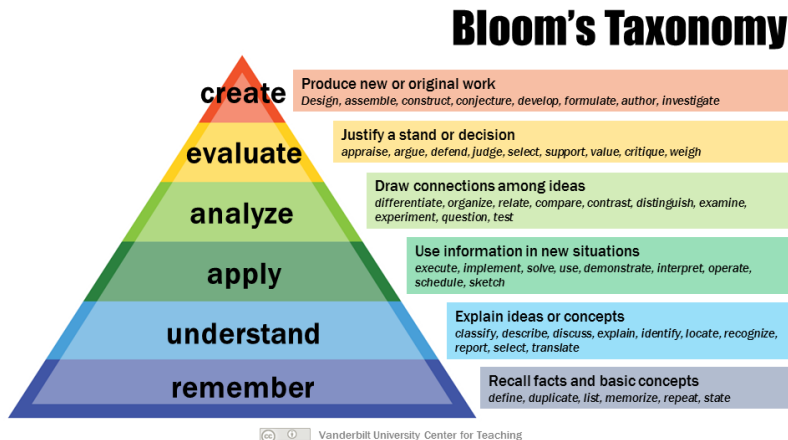 Bloom's Taxonomy
create
Produce new or original work
Design, assemble, construct, conjecture, develop, formulate, author, investigate
evaluate
Justify a stand or decision
appraise, argue, defend, judge, select, support, value, critique, weigh
analyze
Draw connections among ideas
differentiate, organize, relate, compare, contrast, distinguish, examine,
experiment, question, test
apply
Use information in new situations
execute, implement, solve, use, demonstrate, interpret, operate,
schedule, sketch
understand
Explain ideas or concepts
classify, describe, discuss, explain, identify, locate, recognize,
report, select, translate
remember
Recall facts and basic concepts
define, duplicate, list, memorize, repeat, state
cc Vanderbilt University Center for Teaching